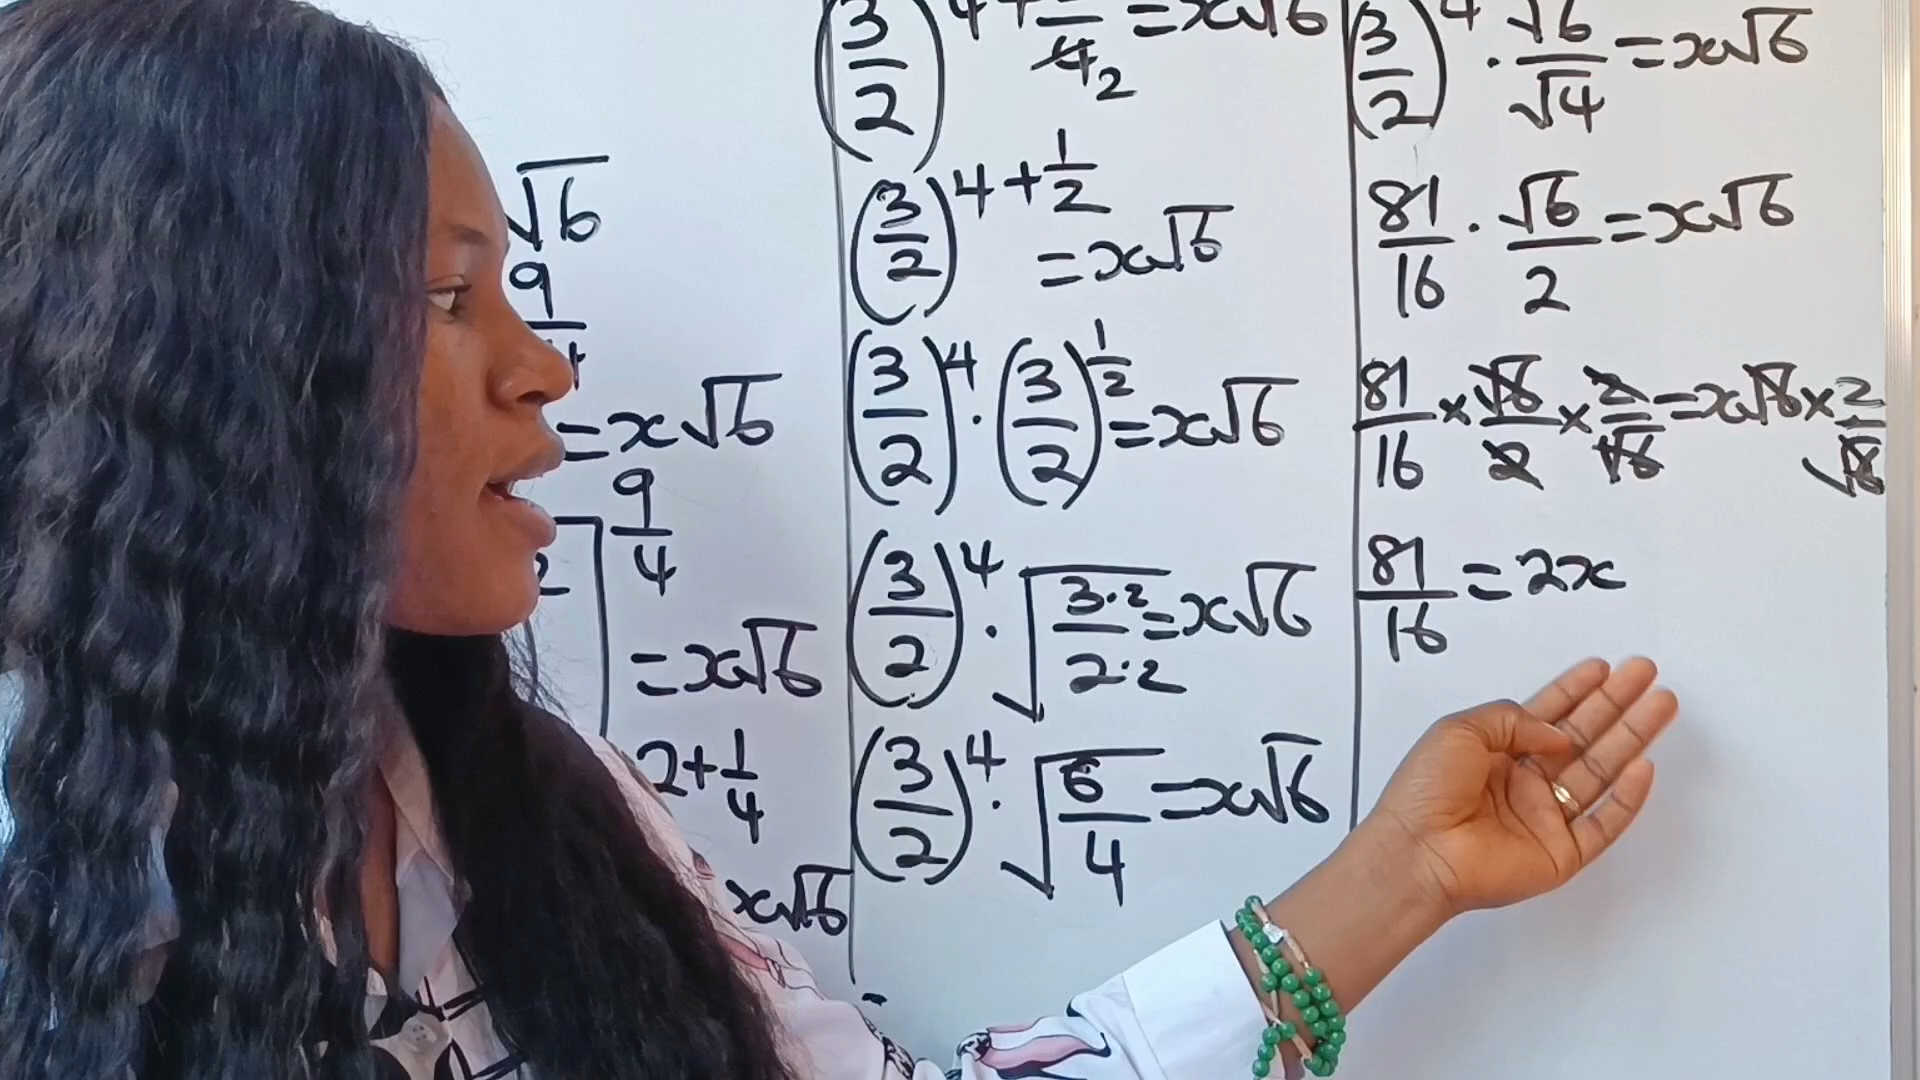 √6
9
4
= x√6
9
4
2
= x√6
2 + 1/4
x√6
(3/2)^4+ /4 2 = x√6
(3/2)^4+1/2
= x√6
(3/2)^4 · (3/2)^1/2 = x√6
(3/2)^4 · √(3·2/2·2) = x√6
(3/2)^4 · √(6/4) = x√6
(3/2)^4 · √6/√4 = x√6
81/16 · √6/2 = x√6
81/16 × √6/2 × 2/√6 = x√6 × 2/√6
81/16 = 2x